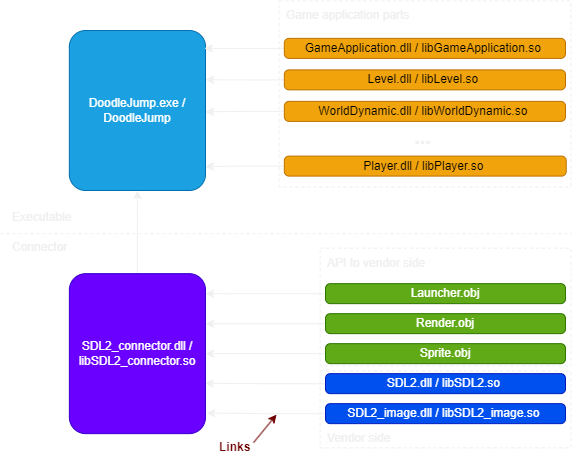 Game application parts
GameApplication.dll / libGameApplication.so
Level.dll / libLevel.so
DoodleJump.exe /
DoodleJump
WorldDynamic.dll / libWorldDynamic.so
...
Player.dll / libPlayer.so
Executable
Connector
API to vendor side
Launcher.obj
Render.obj
SDL2_connector.dll /
libSDL2_connector.so
Sprite.obj
SDL2.dll / libSDL2.so
SDL2_image.dll / libSDL2_image.so
Links
Vendor side